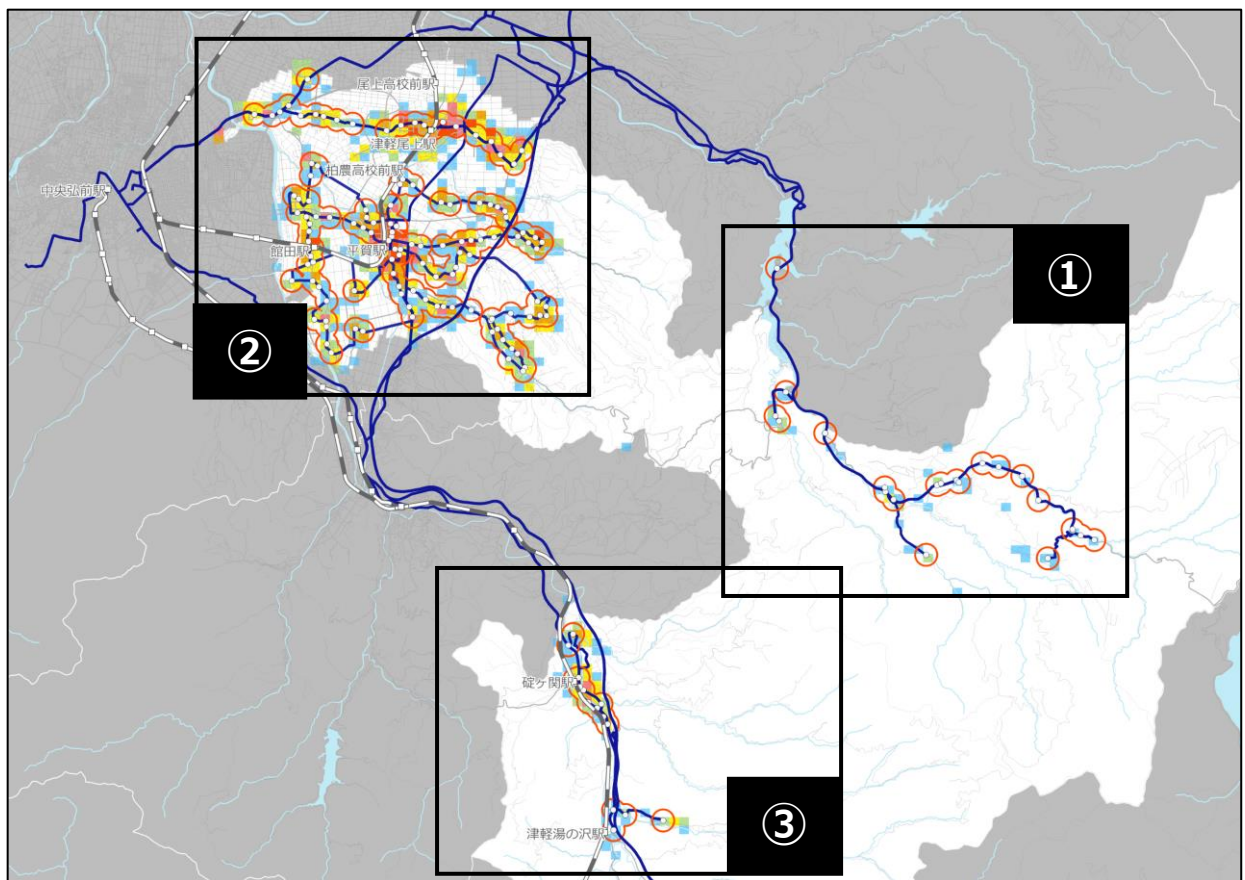 尾上高校前駅
津軽尾上駅
柏農高校前駅
中央弘前駅
館田駅
平賀駅
①
②
碇ヶ関駅
津軽湯の沢駅
③